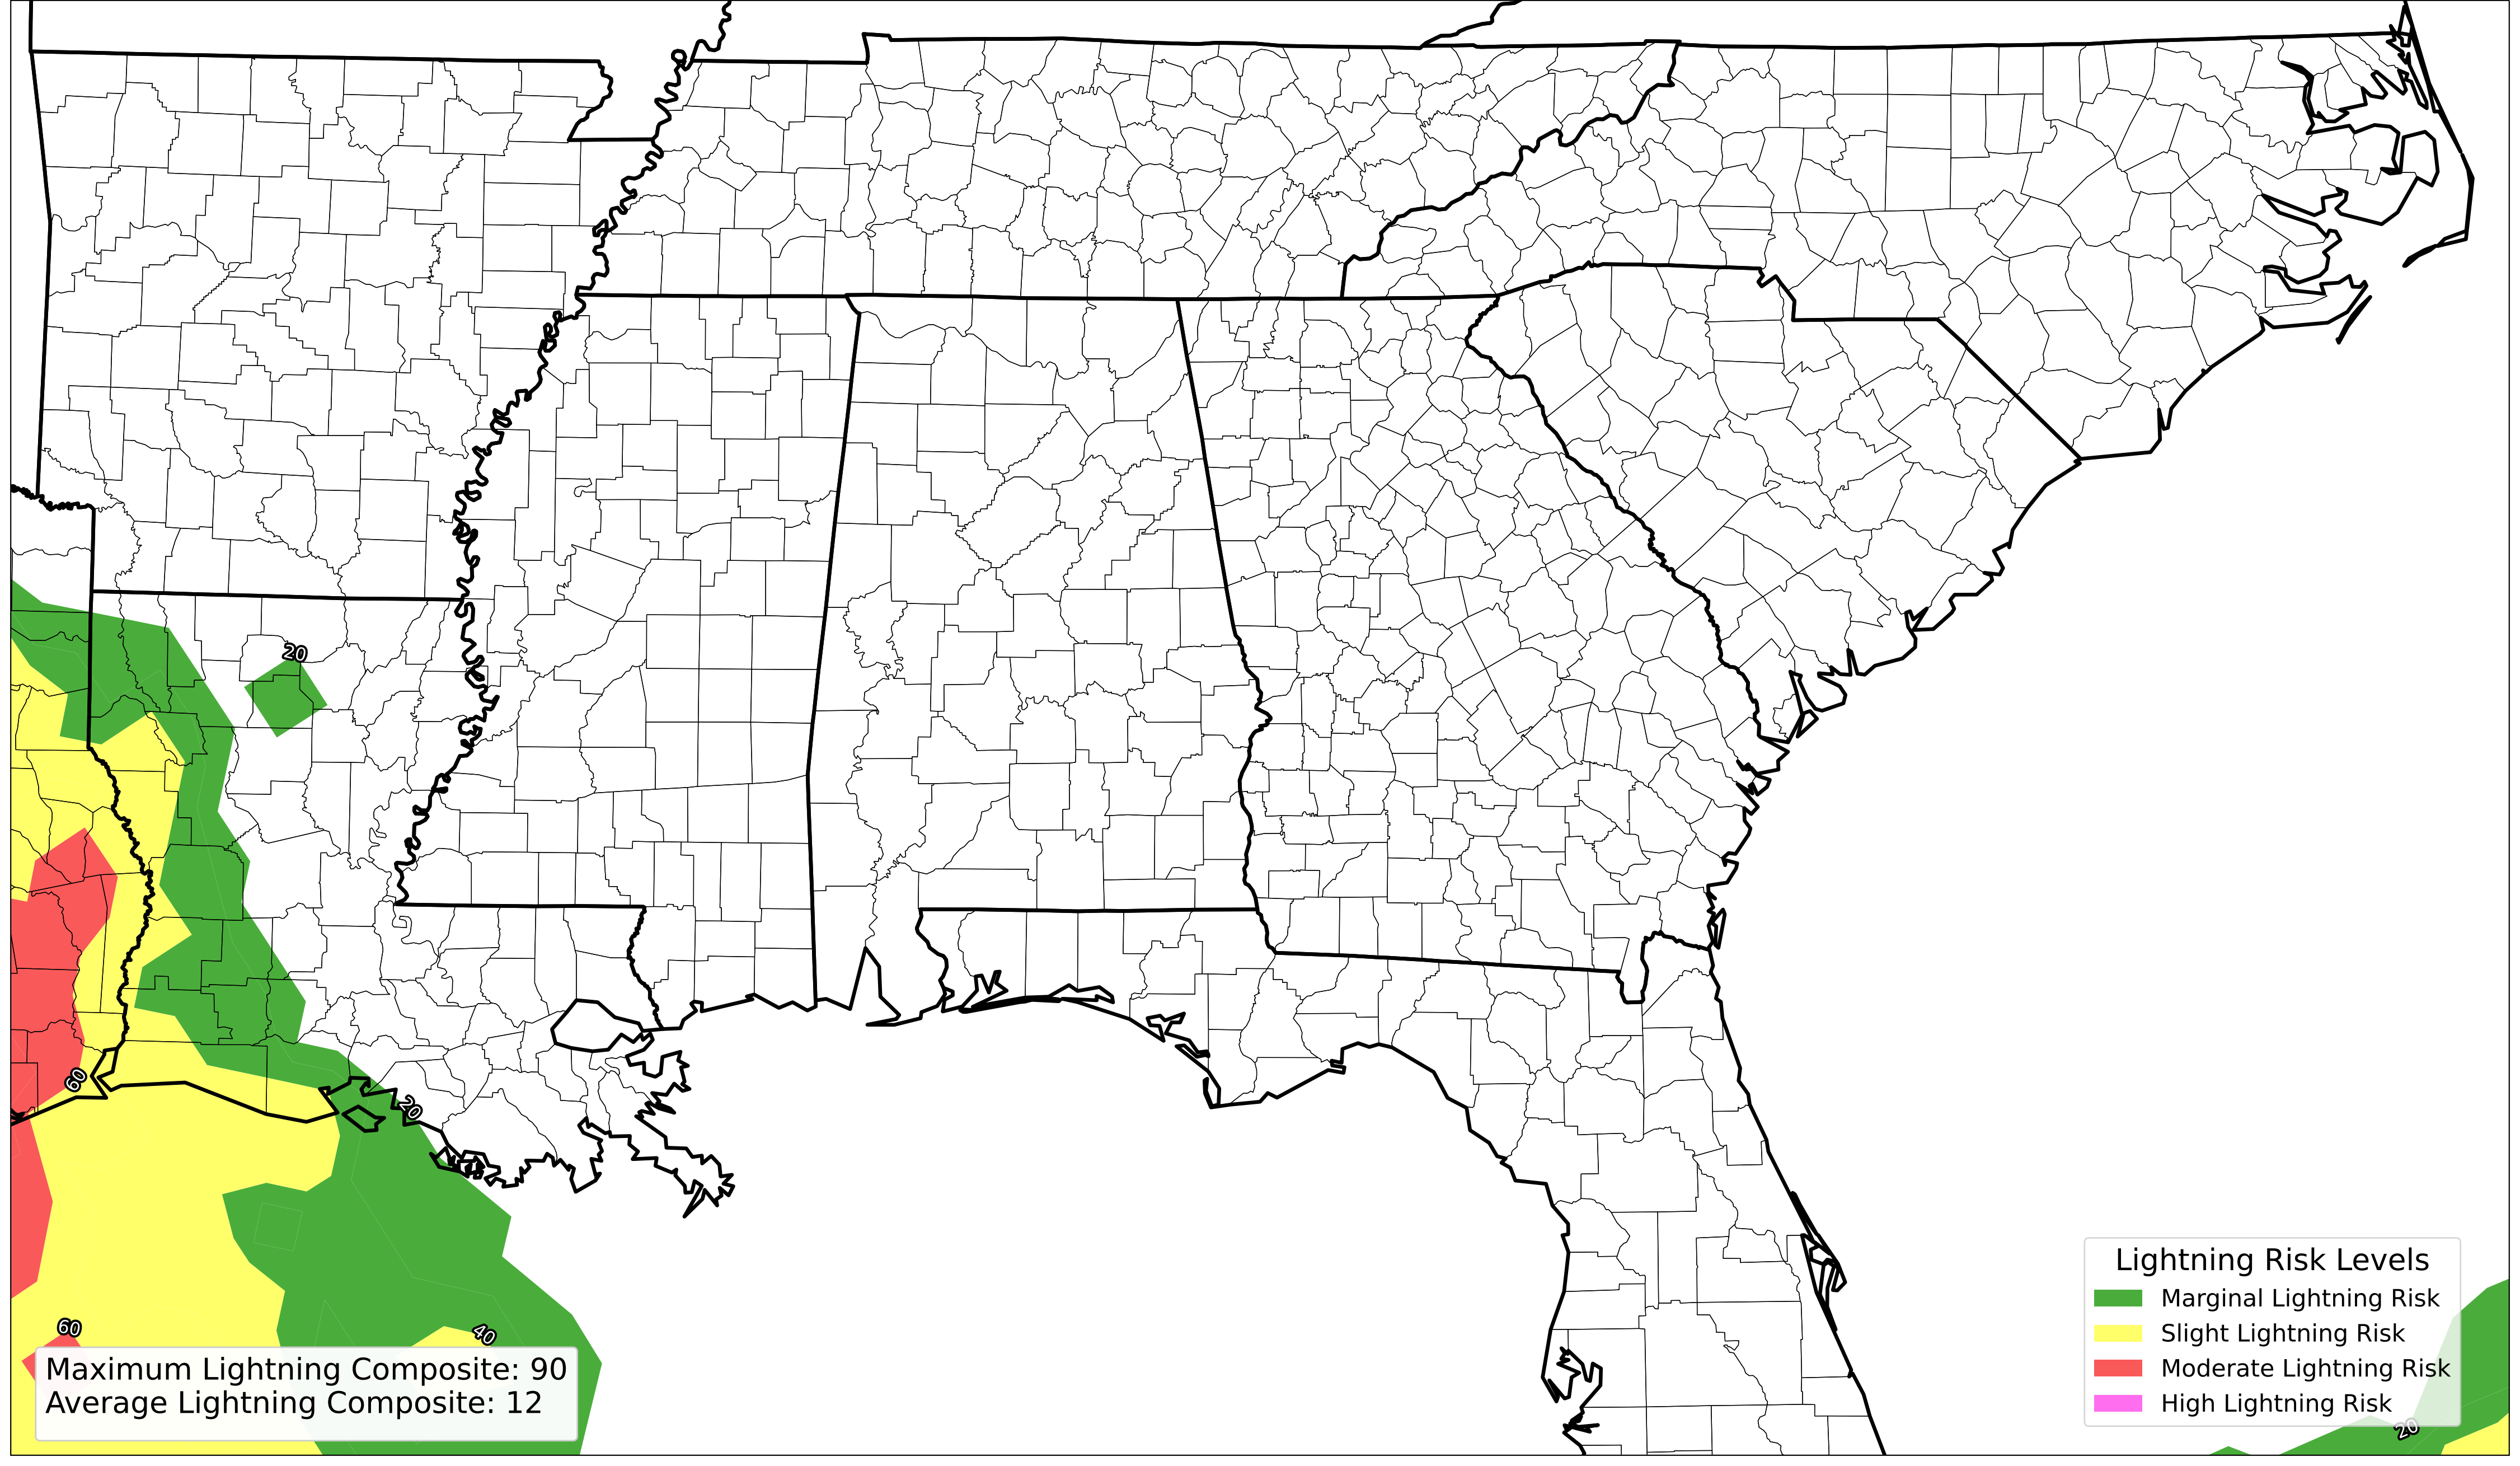 20
60
20
60
40
Maximum Lightning Composite: 90
Average Lightning Composite: 12
Lightning Risk Levels
Marginal Lightning Risk
Slight Lightning Risk
Moderate Lightning Risk
High Lightning Risk
20